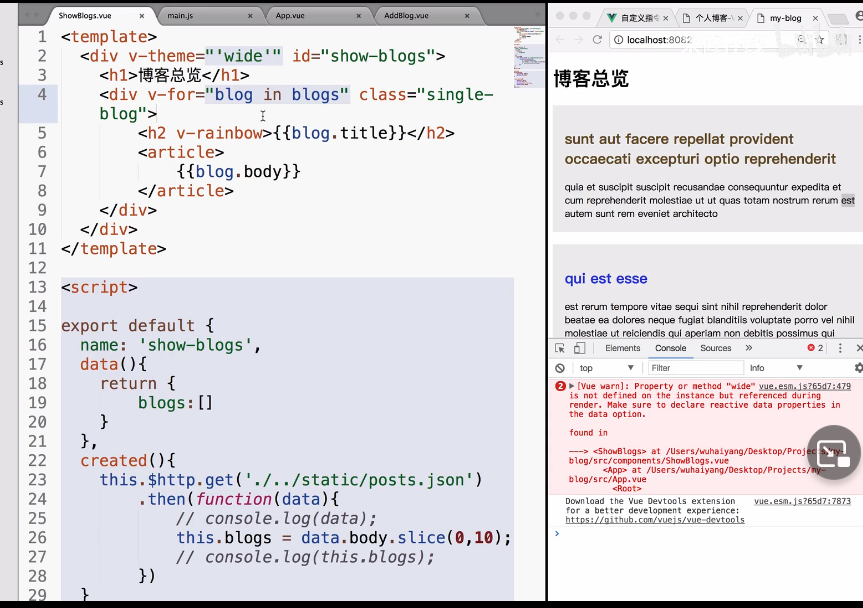 ShowBlogs.vue
main.js
App.vue
AddBlog.vue
1 <template>
2 <div v-theme="'wide'" id="show-blogs">
3 <h1>博客总览</h1>
4 <div v-for="blog in blogs" class="single-
blog">
5 <h2 v-rainbow>{{blog.title}}</h2>
6 <article>
7 {{blog.body}}
8 </article>
9 </div>
10 </div>
11 </template>
12
13 <script>
14
15 export default {
16 name: 'show-blogs',
17 data(){
18 return {
19 blogs:[]
20 }
21 },
22 created(){
23 this.$http.get('./../static/posts.json')
24 .then(function(data){
25 // console.log(data);
26 this.blogs = data.body.slice(0,10);
27 // console.log(this.blogs);
28 })
29 }
自定义指
个人博客-V
my-blog
localhost:8082
博客总览
sunt aut facere repellat provident
occaecati excepturi optio reprehenderit
quia et suscipit suscipit recusandae consequuntur expedita et
cum reprehenderit molestiae ut ut quas totam nostrum rerum est
autem sunt rem eveniet architecto
qui est esse
est rerum tempore vitae sequi sint nihil reprehenderit dolor
beatae ea dolores neque fugiat blanditiis voluptate porro vel nihil
molestiae ut reiciendis qui aperiam non debitis possimus qui
Elements Console Sources » 2
top Filter Info
2 [Vue warn]: Property or method "wide" vue.esm.js?65d7:479
is not defined on the instance but referenced during
render. Make sure to declare reactive data properties in
the data option.
found in
---> <ShowBlogs> at /Users/wuhaiyang/Desktop/Projects/my-
blog/src/components/ShowBlogs.vue
<App> at /Users/wuhaiyang/Desktop/Projects/my-
blog/src/App.vue
<Root>
Download the Vue Devtools extension vue.esm.js?65d7:7873
for a better development experience:
https://github.com/vuejs/vue-devtools